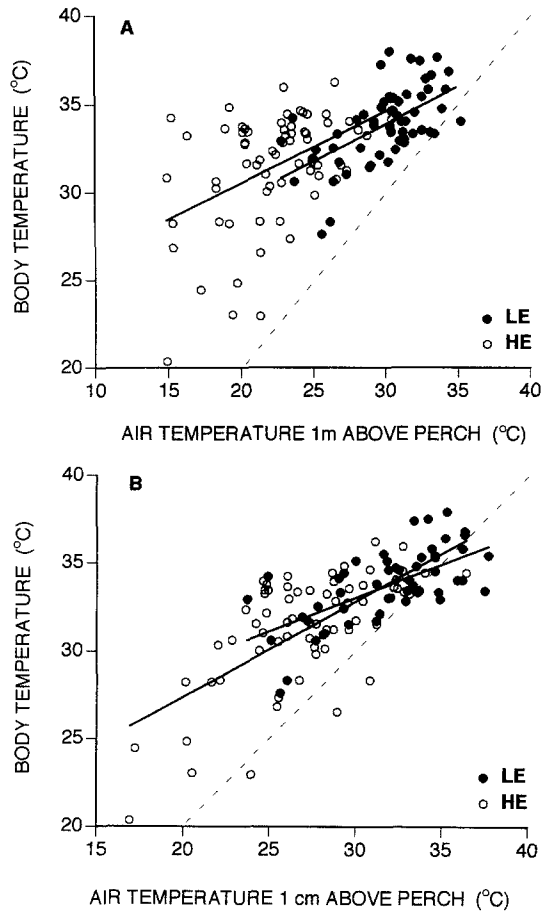 A
40
35
30
25
20
BODY TEMPERATURE (°C)
LE
HE
10 15 20 25 30 35 40
AIR TEMPERATURE 1m ABOVE PERCH (°C)
B
40
35
30
25
20
BODY TEMPERATURE (°C)
LE
HE
15 20 25 30 35 40
AIR TEMPERATURE 1 cm ABOVE PERCH (°C)